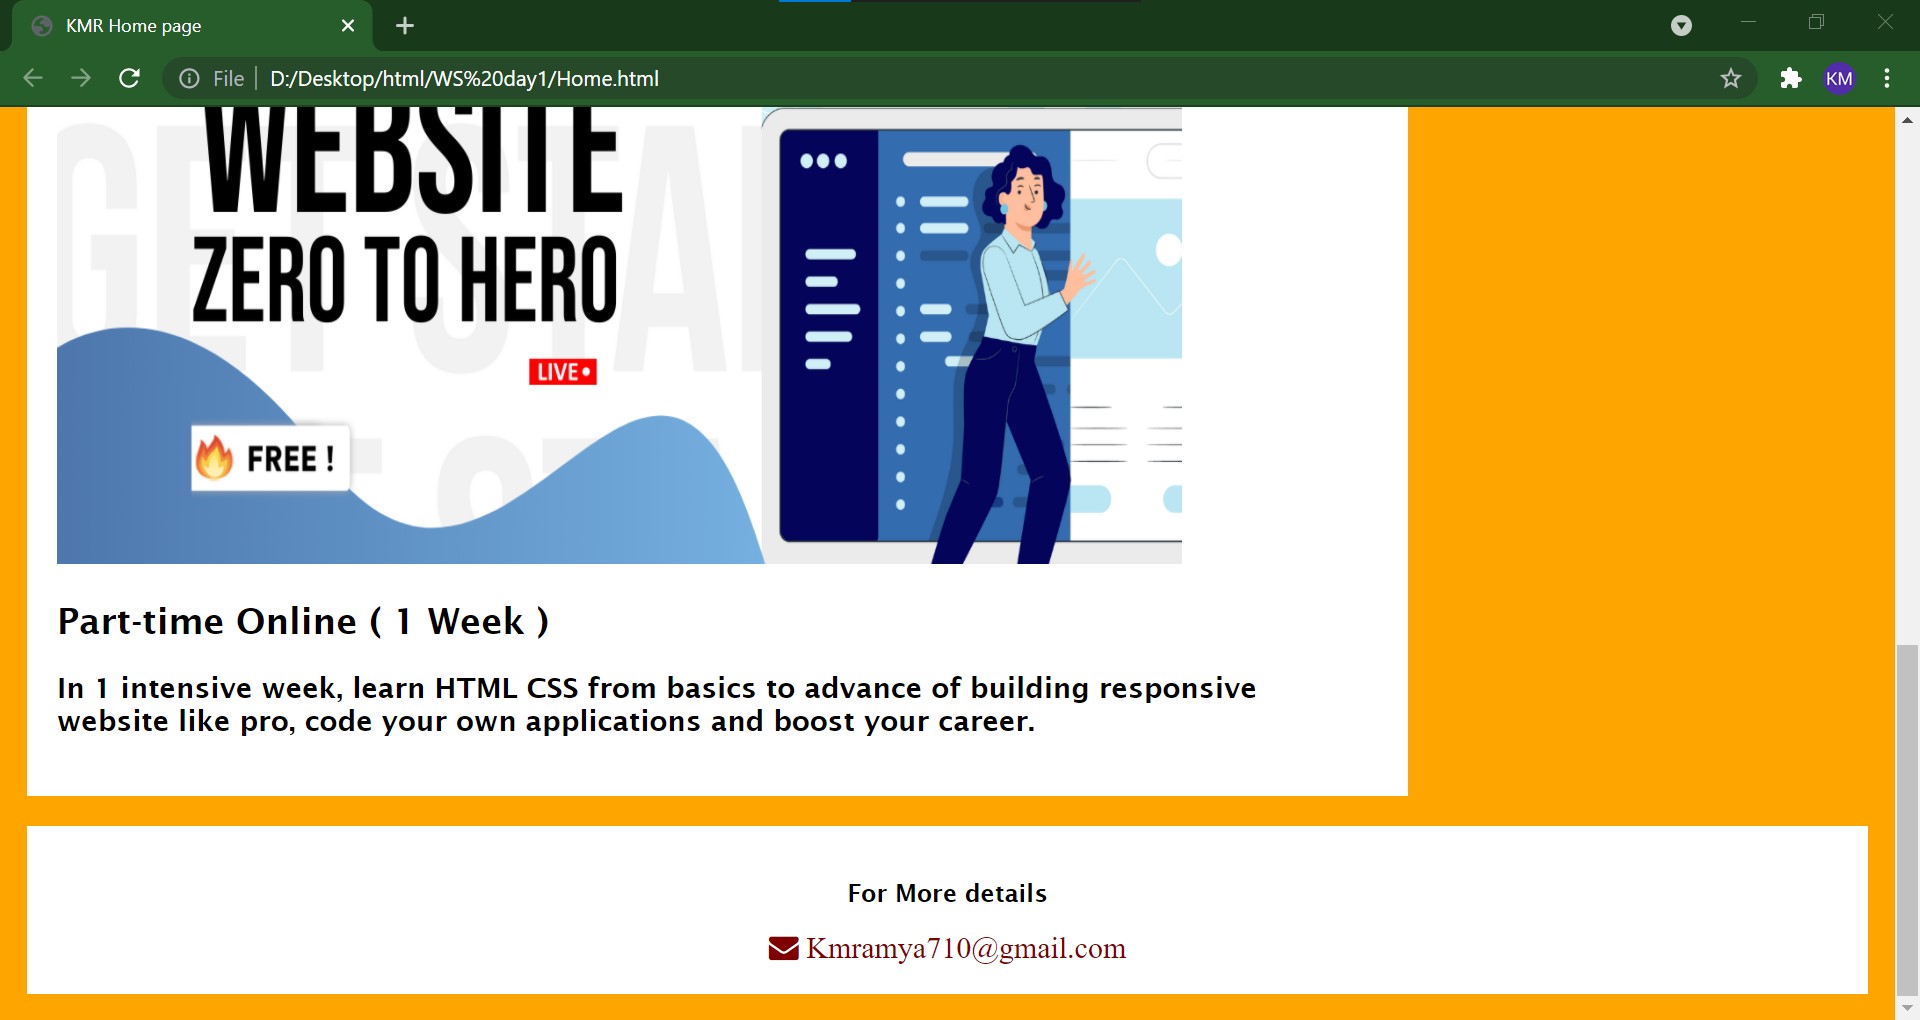 KMR Home page
File D:/Desktop/html/WS%20day1/Home.html
KM
WEBSITE
ZERO TO HERO
LIVE
FREE !
Part-time Online ( 1 Week )
In 1 intensive week, learn HTML CSS from basics to advance of building responsive
website like pro, code your own applications and boost your career.
For More details
Kmramya710@gmail.com